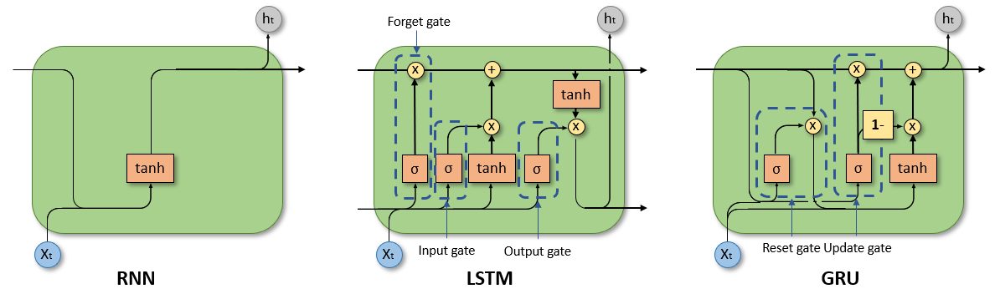 ht
tanh
Xt
RNN
Forget gate
ht
x
+
tanh
x
x
σ
σ
tanh
σ
Xt
Input gate
Output gate
LSTM
ht
x
+
x
1-
x
σ
σ
tanh
Xt
Reset gate
Update gate
GRU